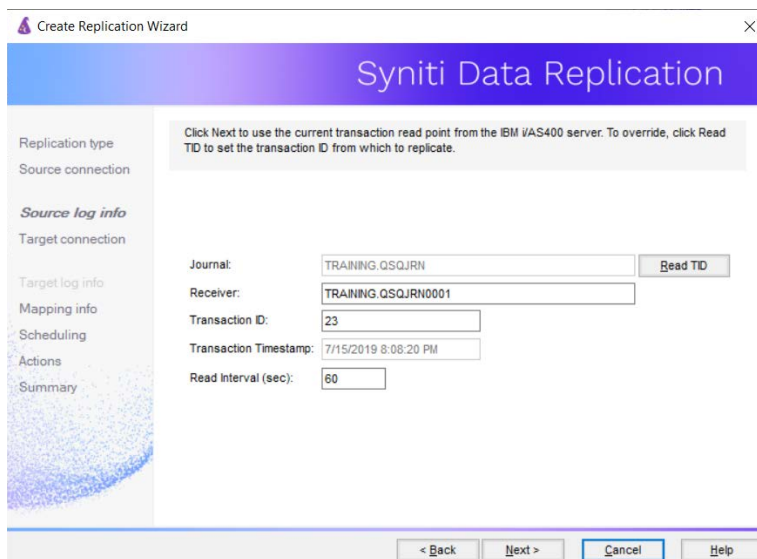 Create Replication Wizard
Syniti Data Replication
Replication type
Source connection
Source log info
Target connection
Target log info
Mapping info
Scheduling
Actions
Summary
Click Next to use the current transaction read point from the IBM i/AS400 server. To override, click Read
TID to set the transaction ID from which to replicate.
Journal: TRAINING.QSQJRN Read TID
Receiver: TRAINING.QSQJRN0001
Transaction ID: 23
Transaction Timestamp: 7/15/2019 8:08:20 PM
Read Interval (sec): 60
< Back Next > Cancel Help